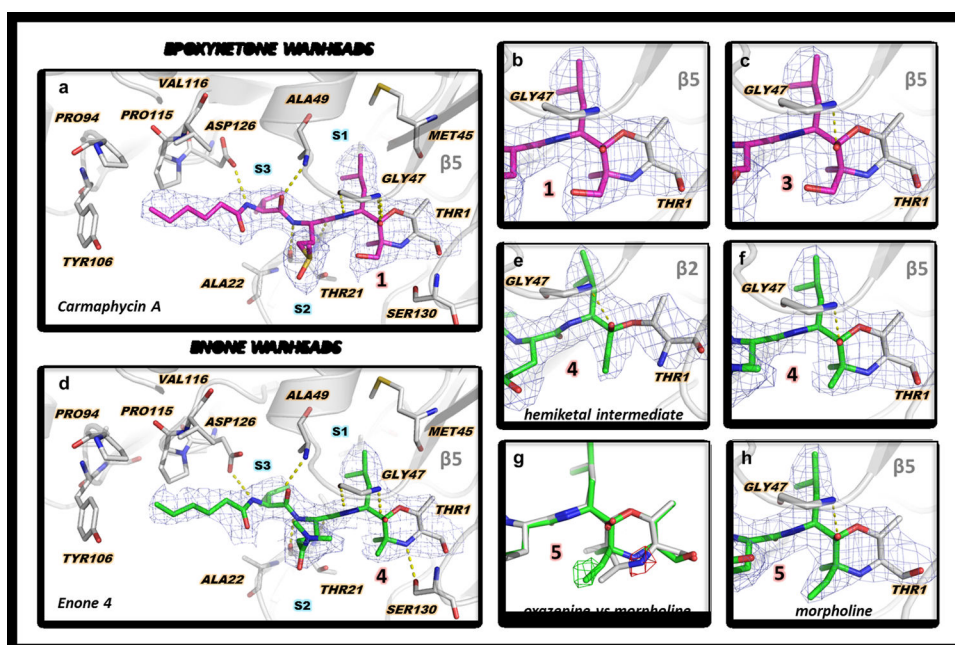 EPOXYKETONE WARHEADS
a
VAL116
PRO115
ASP126
PRO94
ALA49
S1
MET45
β5
S3
GLY47
THR1
TYR106
ALA22
THR21
S2
1
SER130
Carmaphycin A
b
GLY47
β5
1
THR1
c
GLY47
β5
3
THR1
ENONE WARHEADS
d
VAL116
PRO115
ASP126
PRO94
ALA49
S1
MET45
β5
S3
GLY47
THR1
TYR106
ALA22
THR21
S2
4
SER130
Enone 4
e
GLY47
β2
4
THR1
hemiketal intermediate
f
GLY47
β5
4
THR1
g
5
oxazepine vs morpholine
h
GLY47
β5
5
THR1
morpholine